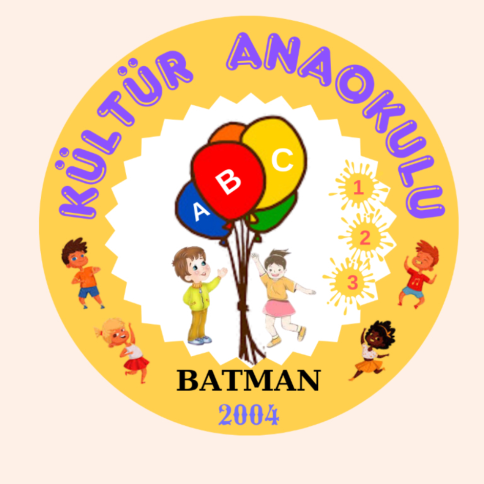 KÜLTÜR ANAOKULU
A B C
1
2
3
BATMAN
2004